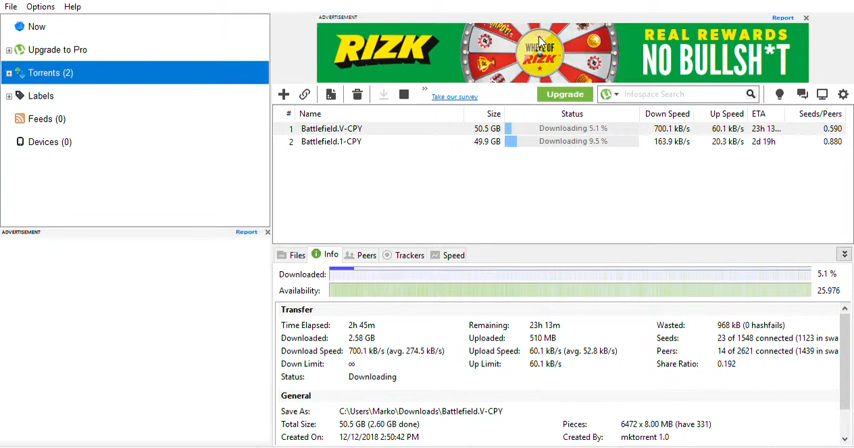 File Options Help
Now
Upgrade to Pro
Torrents (2)
Labels
Feeds (0)
Devices (0)
ADVERTISEMENT Report
ADVERTISEMENT Report
RIZK
WHEEL OF RIZK
REAL REWARDS
NO BULLSH*T
Take our survey Upgrade Infospace Search
# Name Size Status Down Speed Up Speed ETA Seeds/Peers
1 Battlefield.V-CPY 50.5 GB Downloading 5.1 % 700.1 kB/s 60.1 kB/s 23h 13... 0.590
2 Battlefield.1-CPY 49.9 GB Downloading 9.5 % 163.9 kB/s 20.3 kB/s 2d 19h 0.880
Files Info Peers Trackers Speed
Downloaded: 5.1 %
Availability: 25.976
Transfer
Time Elapsed: 2h 45m Remaining: 23h 13m Wasted: 968 kB (0 hashfails)
Downloaded: 2.58 GB Uploaded: 510 MB Seeds: 23 of 1548 connected (1123 in swa
Download Speed: 700.1 kB/s (avg. 274.5 kB/s) Upload Speed: 60.1 kB/s (avg. 52.8 kB/s) Peers: 14 of 2621 connected (1439 in swa
Down Limit: ∞ Up Limit: 60.1 kB/s Share Ratio: 0.192
Status: Downloading
General
Save As: C:\Users\Marko\Downloads\Battlefield.V-CPY
Total Size: 50.5 GB (2.60 GB done) Pieces: 6472 x 8.00 MB (have 331)
Created On: 12/12/2018 2:50:42 PM Created By: mktorrent 1.0